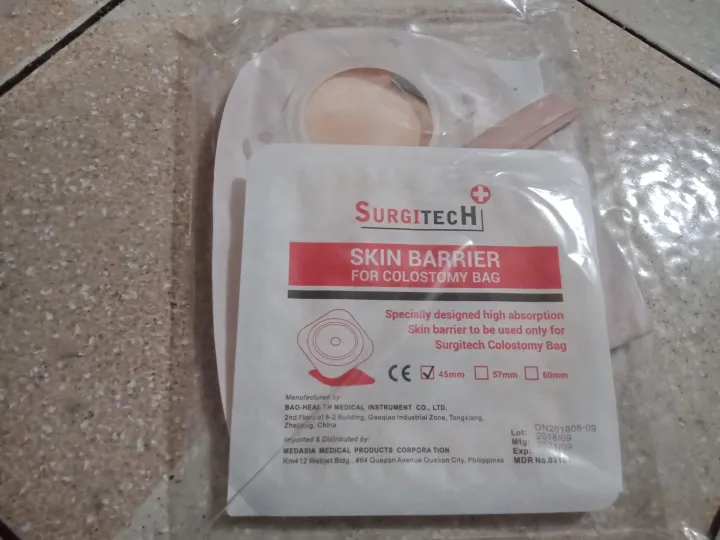 SURGITECH
SKIN BARRIER
FOR COLOSTOMY BAG
Specially designed high absorption
Skin barrier to be used only for
Surgitech Colostomy Bag
CE 45mm 57mm 60mm
Manufactured by:
BAO-HEALTH MEDICAL INSTRUMENT CO., LTD.
2nd Floor of 8-2 Building, Gaoqiao Industrial Zone, Tongxiang,
Zhejiang, China
Imported & Distributed by:
MEDASIA MEDICAL PRODUCTS CORPORATION
Km412 Webjet Bldg., #64 Quezon Avenue Quezon City, Philippines
Lot:
Mfg: 2018/09
Exp:
MDR No.